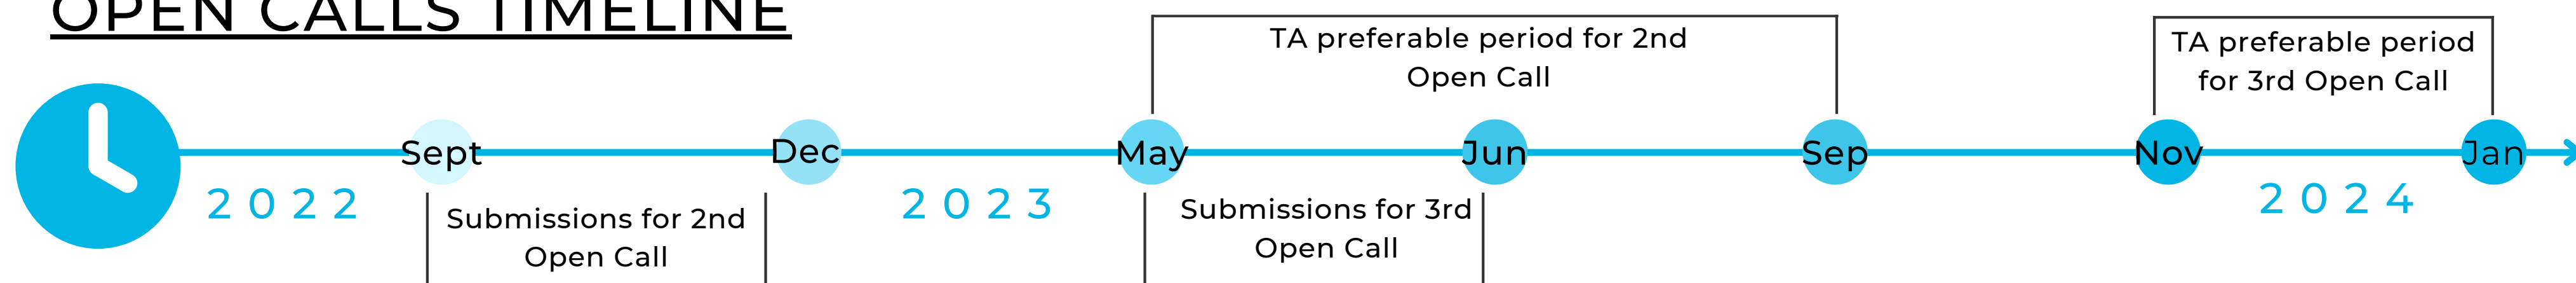 OPEN CALLS TIMELINE
TA preferable period for 2nd
Open Call
TA preferable period
for 3rd Open Call
Sept
Dec
May
Jun
Sep
Nov
Jan
2022
2023
2024
Submissions for 2nd
Open Call
Submissions for 3rd
Open Call